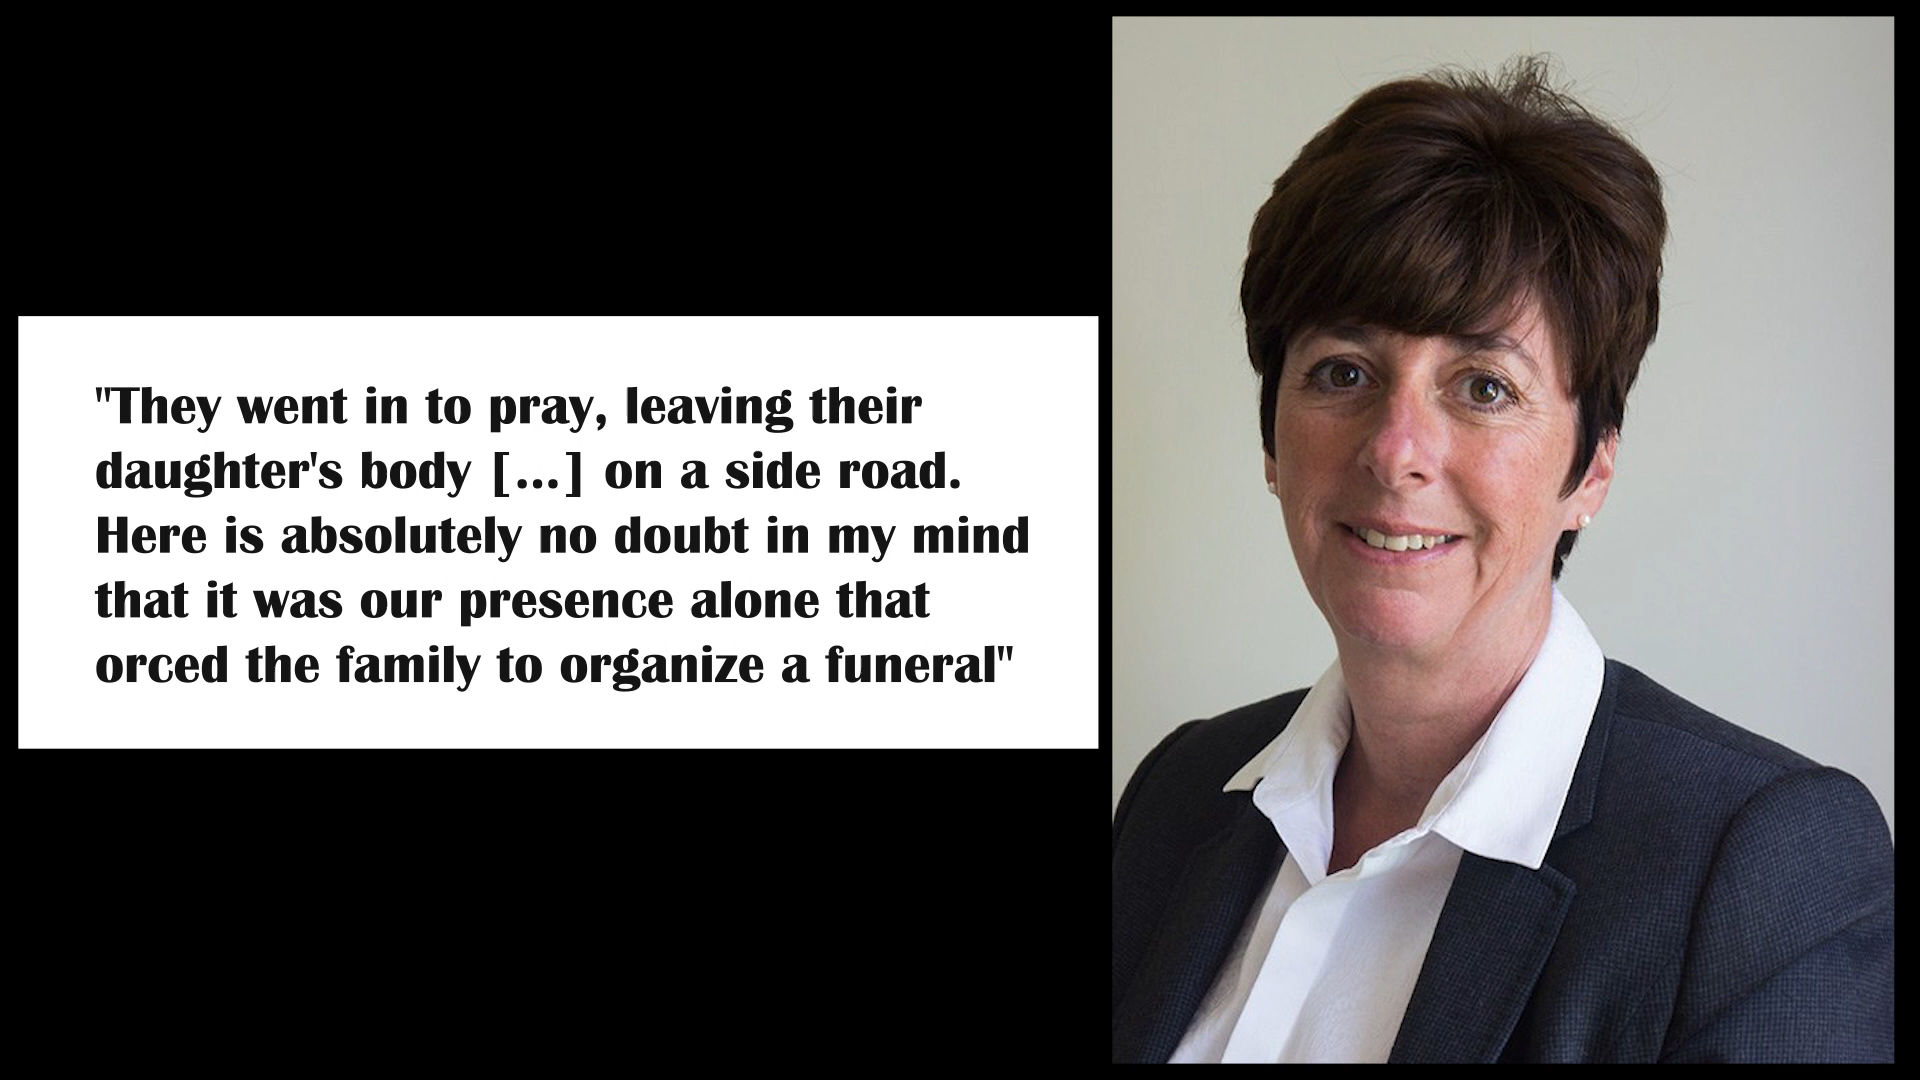 "They went in to pray, leaving their
daughter's body [...] on a side road.
Here is absolutely no doubt in my mind
that it was our presence alone that
orced the family to organize a funeral"